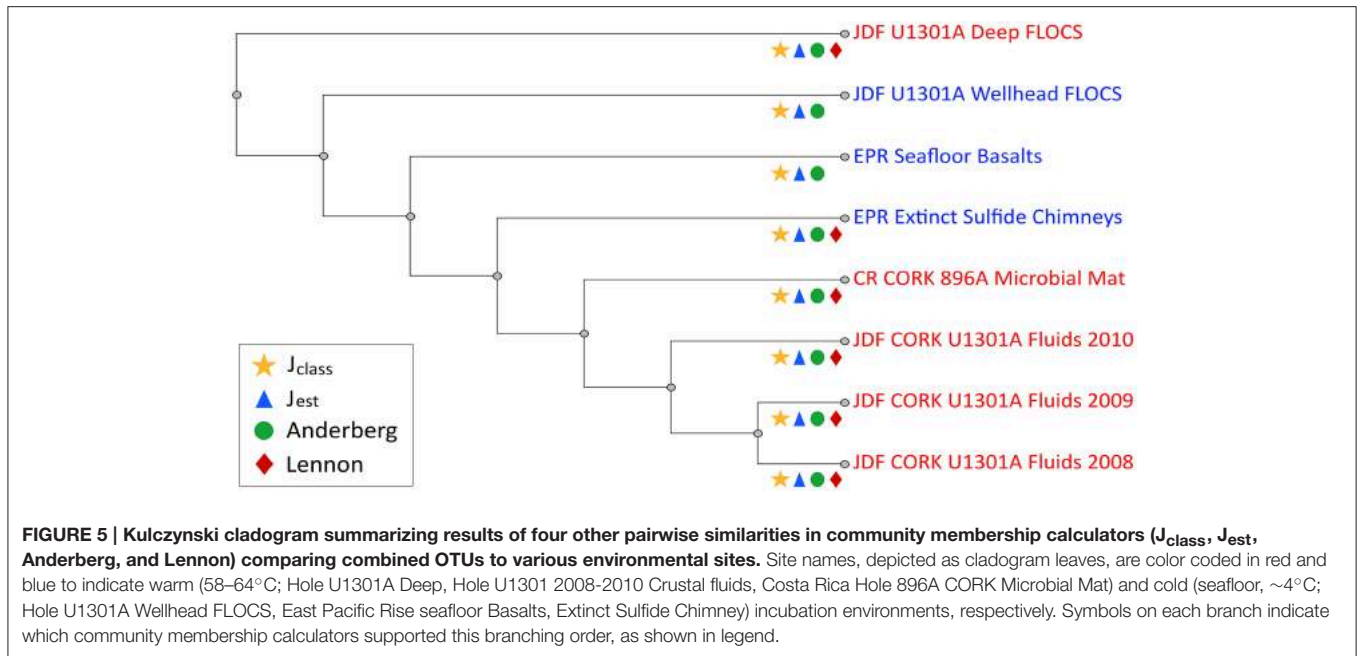 JDF U1301A Deep FLOCS
JDF U1301A Wellhead FLOCS
EPR Seafloor Basalts
EPR Extinct Sulfide Chimneys
CR CORK 896A Microbial Mat
JDF CORK U1301A Fluids 2010
JDF CORK U1301A Fluids 2009
JDF CORK U1301A Fluids 2008
Jclass
Jest
Anderberg
Lennon
FIGURE 5 | Kulczynski cladogram summarizing results of four other pairwise similarities in community membership calculators (Jclass, Jest,
Anderberg, and Lennon) comparing combined OTUs to various environmental sites. Site names, depicted as cladogram leaves, are color coded in red and
blue to indicate warm (58–64°C; Hole U1301A Deep, Hole U1301 2008-2010 Crustal fluids, Costa Rica Hole 896A CORK Microbial Mat) and cold (seafloor, ~4°C;
Hole U1301A Wellhead FLOCS, East Pacific Rise seafloor Basalts, Extinct Sulfide Chimney) incubation environments, respectively. Symbols on each branch indicate
which community membership calculators supported this branching order, as shown in legend.